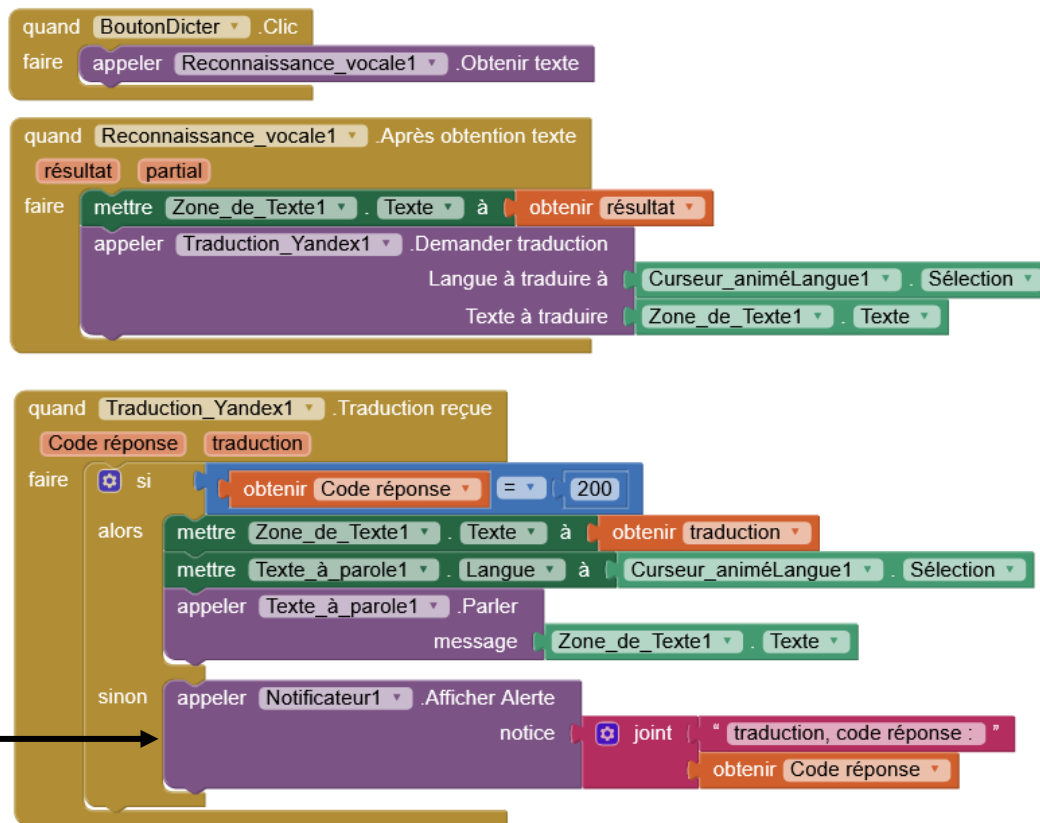 quand BoutonDicter .Clic
faire appeler Reconnaissance_vocale1 .Obtenir texte
quand Reconnaissance_vocale1 .Après obtention texte
résultat partial
faire mettre Zone_de_Texte1 . Texte à obtenir résultat
appeler Traduction_Yandex1 .Demander traduction
Langue à traduire à Curseur_animéLangue1 . Sélection
Texte à traduire Zone_de_Texte1 . Texte
quand Traduction_Yandex1 .Traduction reçue
Code réponse traduction
faire si obtenir Code réponse = 200
alors mettre Zone_de_Texte1 . Texte à obtenir traduction
mettre Texte_à_parole1 . Langue à Curseur_animéLangue1 . Sélection
appeler Texte_à_parole1 .Parler
message Zone_de_Texte1 . Texte
sinon appeler Notificateur1 .Afficher Alerte
notice joint “ traduction, code réponse : ”
obtenir Code réponse